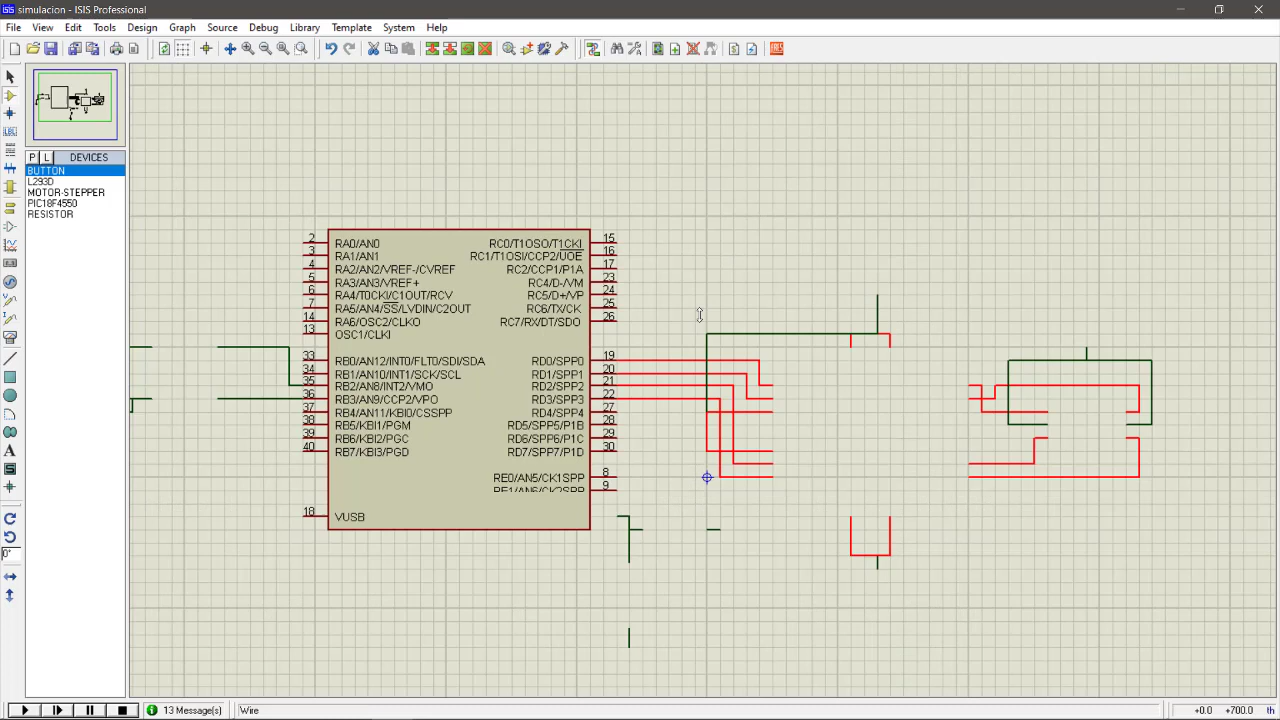 simulacion - ISIS Professional
File View Edit Tools Design Graph Source Debug Library Template System Help
P L DEVICES
BUTTON
L293D
MOTOR-STEPPER
PIC18F4550
RESISTOR
2 RA0/AN0 RC0/T1OSO/T1CKI 15
3 RA1/AN1 RC1/T1OSI/CCP2/UOE 16
4 RA2/AN2/VREF-/CVREF RC2/CCP1/P1A 17
5 RA3/AN3/VREF+ RC4/D-/VM 23
6 RA4/T0CKI/C1OUT/RCV RC5/D+/VP 24
7 RA5/AN4/SS/LVDIN/C2OUT RC6/TX/CK 25
14 RA6/OSC2/CLKO RC7/RX/DT/SDO 26
13 OSC1/CLKI
33 RB0/AN12/INT0/FLT0/SDI/SDA RD0/SPP0 19
34 RB1/AN10/INT1/SCK/SCL RD1/SPP1 20
35 RB2/AN8/INT2/VMO RD2/SPP2 21
36 RB3/AN9/CCP2/VPO RD3/SPP3 22
37 RB4/AN11/KBI0/CSSPP RD4/SPP4 27
38 RB5/KBI1/PGM RD5/SPP5/P1B 28
39 RB6/KBI2/PGC RD6/SPP6/P1C 29
40 RB7/KBI3/PGD RD7/SPP7/P1D 30
RE0/AN5/CK1SPP 8
RE1/AN6/CK2SPP 9
18 VUSB
0°
13 Message(s) Wire +0.0 +700.0 th